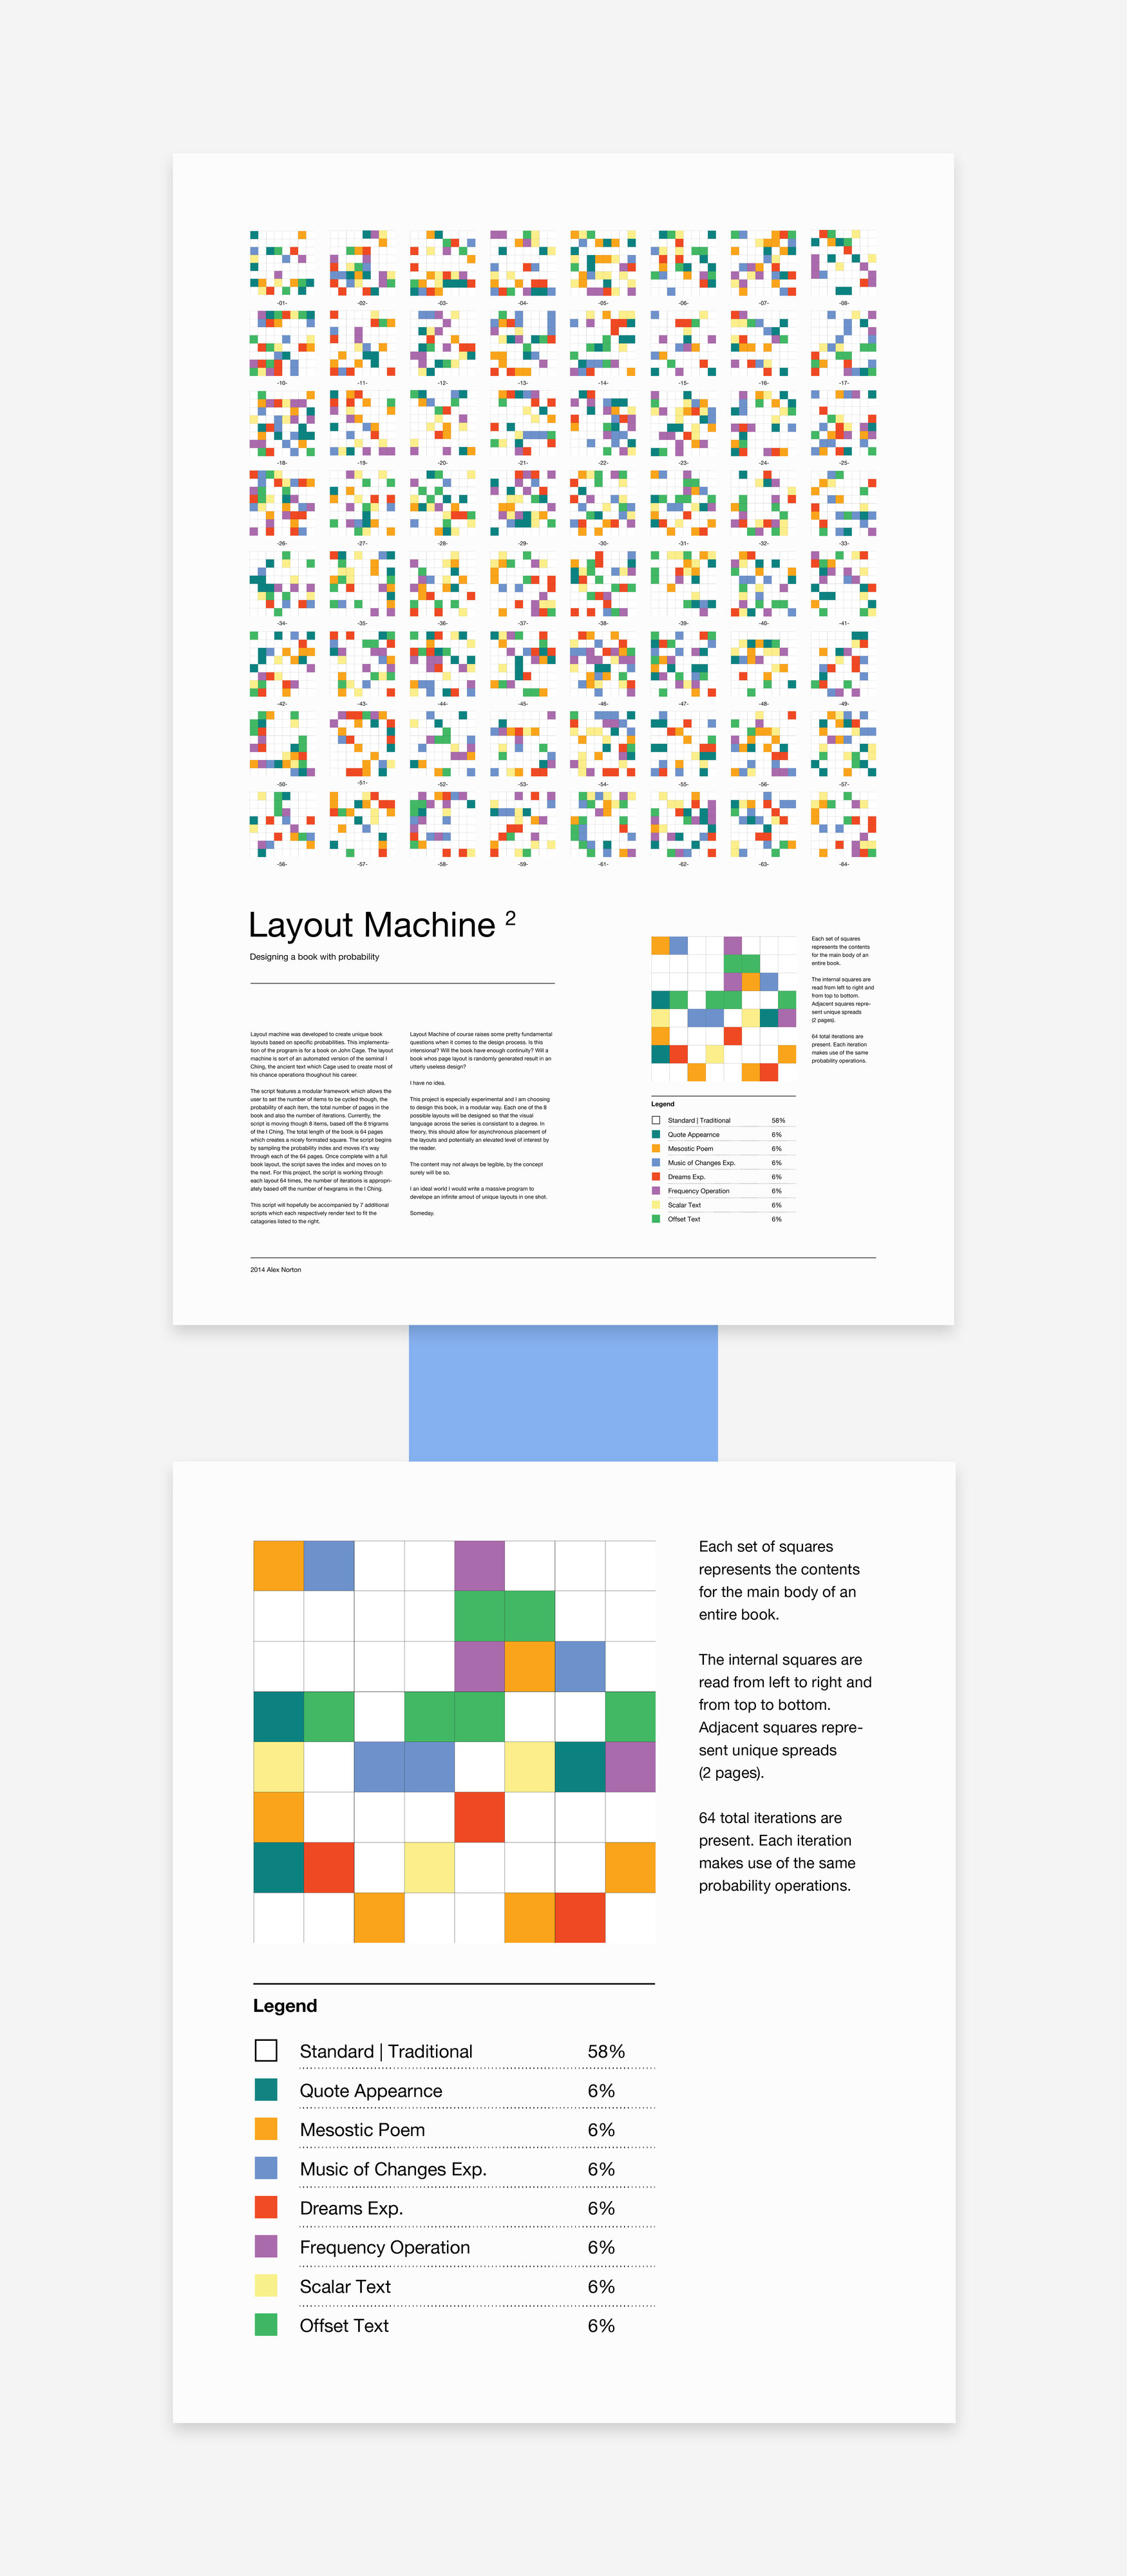 -01- -02- -03- -04- -05- -06- -07- -08-
-10- -11- -12- -13- -14- -15- -16- -17-
-18- -19- -20- -21- -22- -23- -24- -25-
-26- -27- -28- -29- -30- -31- -32- -33-
-34- -35- -36- -37- -38- -39- -40- -41-
-42- -43- -44- -45- -46- -47- -48- -49-
-50- -51- -52- -53- -54- -55- -56- -57-
-56- -57- -58- -59- -61- -62- -63- -64-
Layout Machine 2
Designing a book with probability
Layout machine was developed to create unique book
layouts based on specific probabilities. This implementa-
tion of the program is for a book on John Cage. The layout
machine is sort of an automated version of the seminal I
Ching, the ancient text which Cage used to create most of
his chance operations thoughout his career.
The script features a modular framework which allows the
user to set the number of items to be cycled though, the
probability of each item, the total number of pages in the
book and also the number of iterations. Currently, the
script is moving through 8 items, based off the 8 trigrams
of the I Ching. The total length of the book is 64 pages
which creates a nicely formatted square. The script begins
by sampling the probability index and moves it's way
through each of the 64 pages. Once complete with a full
book layout, the script saves the index and moves on to
the next. For this project, the script is working through
each layout 64 times, the number of iterations is appropri-
ately based off the number of hexgrams in the I Ching.
This script will hopefully be accompanied by 7 additional
scripts which each respectively render text to fit the
catagories listed to the right.
Layout Machine of course raises some pretty fundamental
questions when it comes to the design process. Is this
intensional? Will the book have enough continuity? Will a
book whos page layout is randomly generated result in an
utterly useless design?
I have no idea.
This project is especially experimental and I am choosing
to design this book, in a modular way. Each one of the 8
possible layouts will be designed so that the visual
language across the series is consistant to a degree. In
theory, this should allow for asynchronous placement of
the layouts and potentially an elevated level of interest by
the reader.
The content may not always be legible, by the concept
surely will be so.
I an ideal world I would write a massive program to
develope an infinite amout of unique layouts in one shot.
Someday.
Each set of squares
represents the contents
for the main body of an
entire book.
The internal squares are
read from left to right and
from top to bottom.
Adjacent squares repre-
sent unique spreads
(2 pages).
64 total iterations are
present. Each iteration
makes use of the same
probability operations.
Legend
Standard | Traditional 58%
Quote Appearnce 6%
Mesostic Poem 6%
Music of Changes Exp. 6%
Dreams Exp. 6%
Frequency Operation 6%
Scalar Text 6%
Offset Text 6%
2014 Alex Norton
Each set of squares
represents the contents
for the main body of an
entire book.
The internal squares are
read from left to right and
from top to bottom.
Adjacent squares repre-
sent unique spreads
(2 pages).
64 total iterations are
present. Each iteration
makes use of the same
probability operations.
Legend
Standard | Traditional 58%
Quote Appearnce 6%
Mesostic Poem 6%
Music of Changes Exp. 6%
Dreams Exp. 6%
Frequency Operation 6%
Scalar Text 6%
Offset Text 6%